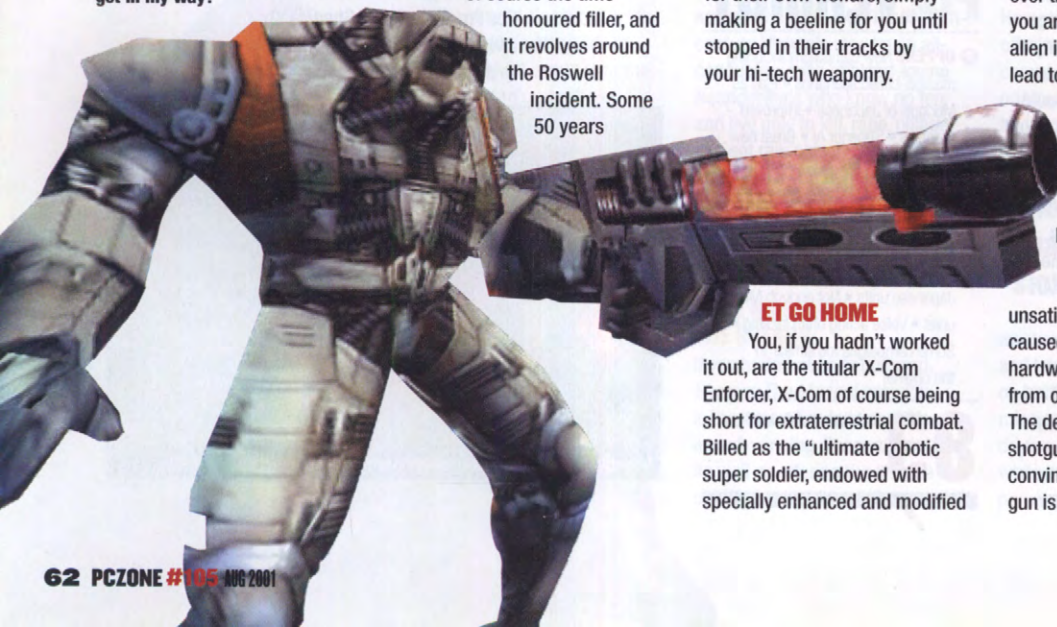 got in my way?
honoured filler, and
it revolves around
the Roswell
incident. Some
50 years
making a beeline for you until
stopped in their tracks by
your hi-tech weaponry.
you ar
alien i
lead to
ET GO HOME
You, if you hadn't worked
it out, are the titular X-Com
Enforcer, X-Com of course being
short for extraterrestrial combat.
Billed as the "ultimate robotic
super soldier, endowed with
specially enhanced and modified
unsati
cause
hardw
from
The de
shotgu
convin
gun is
62 PCZONE #105 AUG 2001